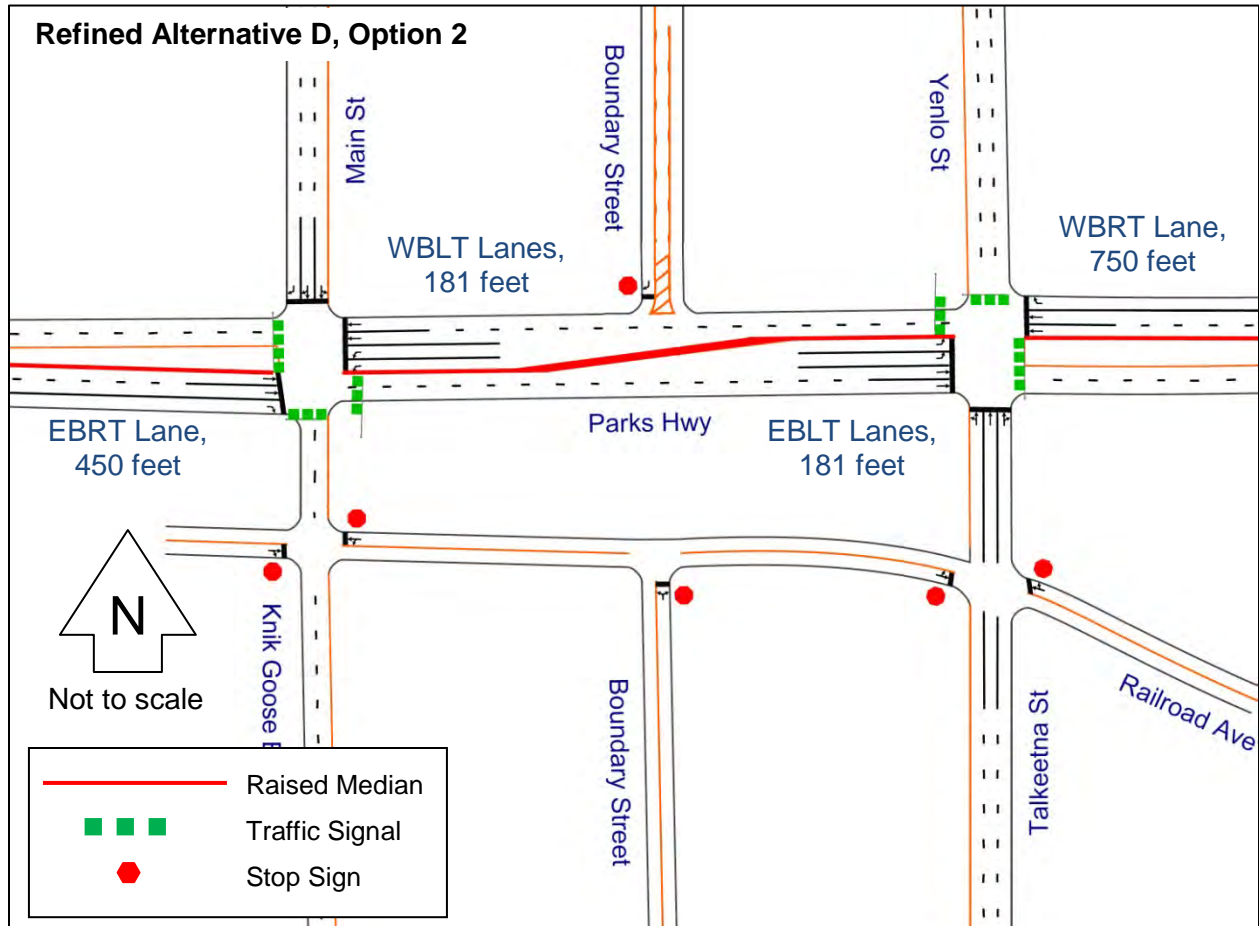 Refined Alternative D, Option 2
Main St
Boundary Street
Yenlo St
WBLT Lanes,
181 feet
WBRT Lane,
750 feet
EBRT Lane,
450 feet
Parks Hwy
EBLT Lanes,
181 feet
N
Not to scale
Knik Goose
Boundary Street
Talkeetna St
Railroad Ave
Raised Median
Traffic Signal
Stop Sign